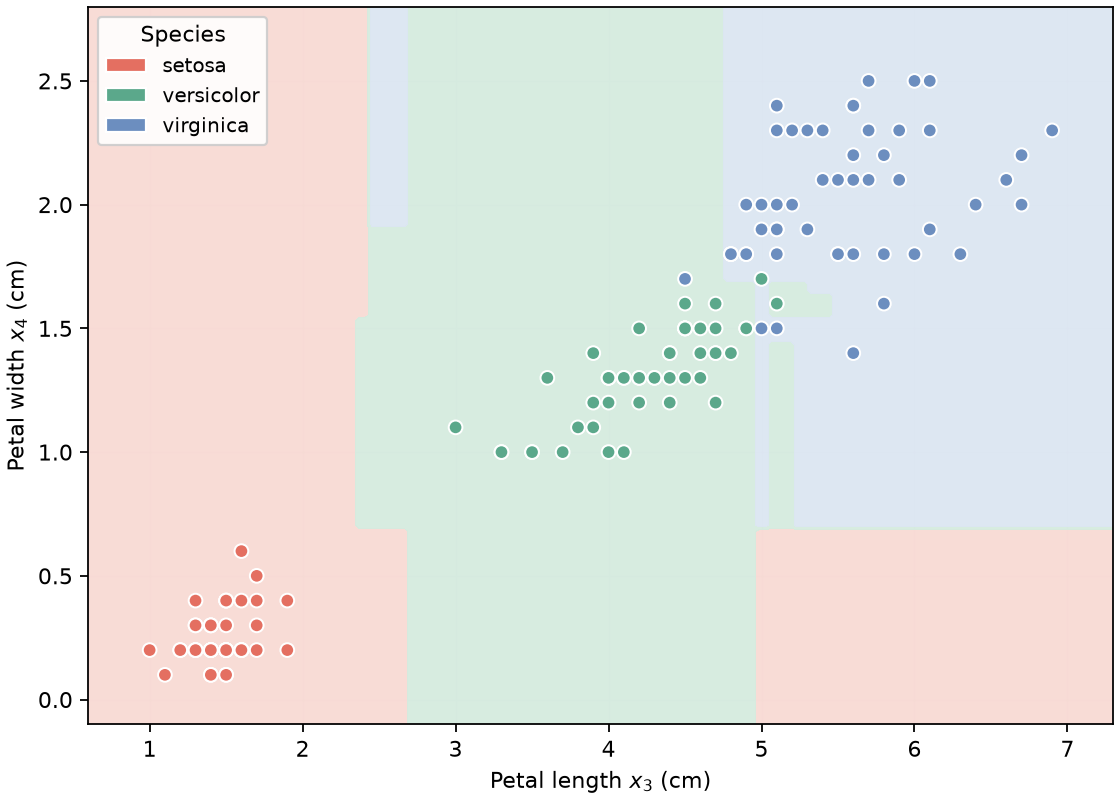 Species
setosa
versicolor
virginica
2.5
2.0
1.5
1.0
0.5
0.0
Petal width x₄ (cm)
1 2 3 4 5 6 7
Petal length x₃ (cm)